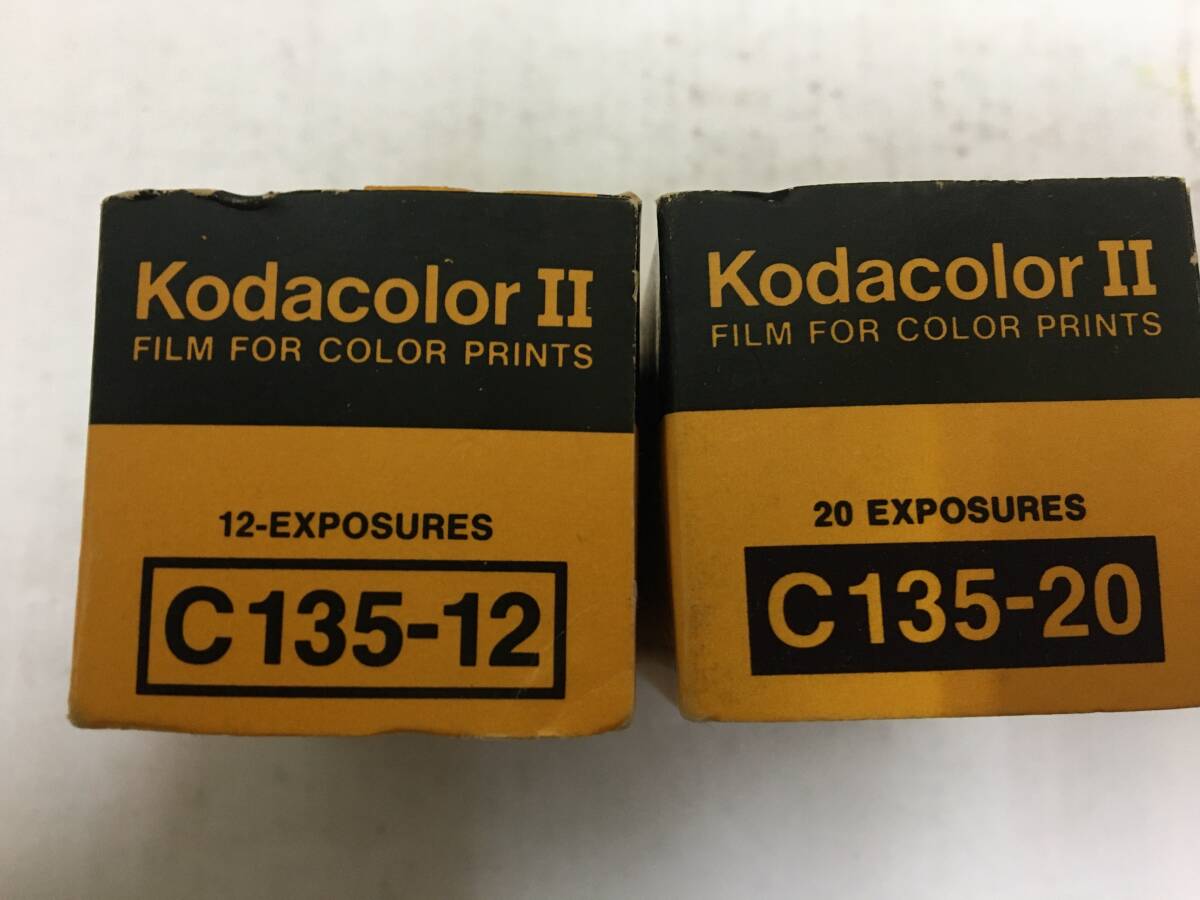 Kodacolor II
FILM FOR COLOR PRINTS
12-EXPOSURES
C135-12
Kodacolor II
FILM FOR COLOR PRINTS
20 EXPOSURES
C135-20